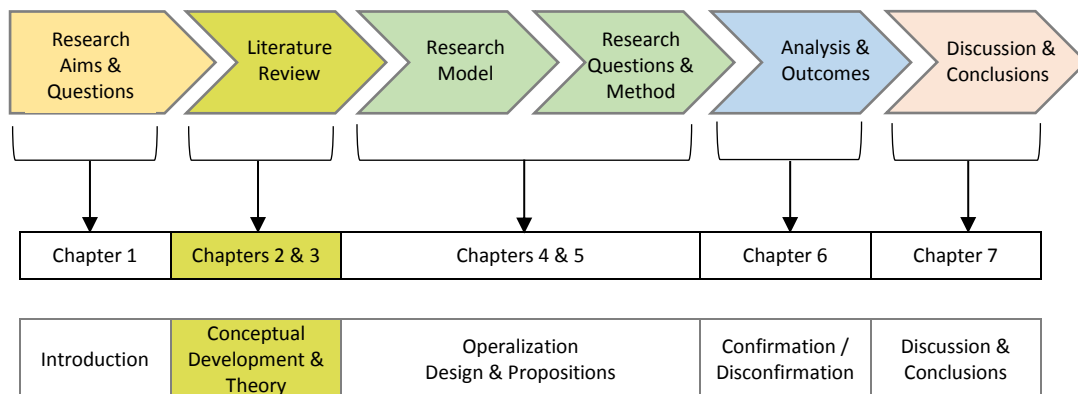 Research
Aims &
Questions
Literature
Review
Research
Model
Research
Questions &
Method
Analysis &
Outcomes
Discussion &
Conclusions
Chapter 1
Chapters 2 & 3
Chapters 4 & 5
Chapter 6
Chapter 7
Introduction
Conceptual
Development &
Theory
Operalization
Design & Propositions
Confirmation /
Disconfirmation
Discussion &
Conclusions